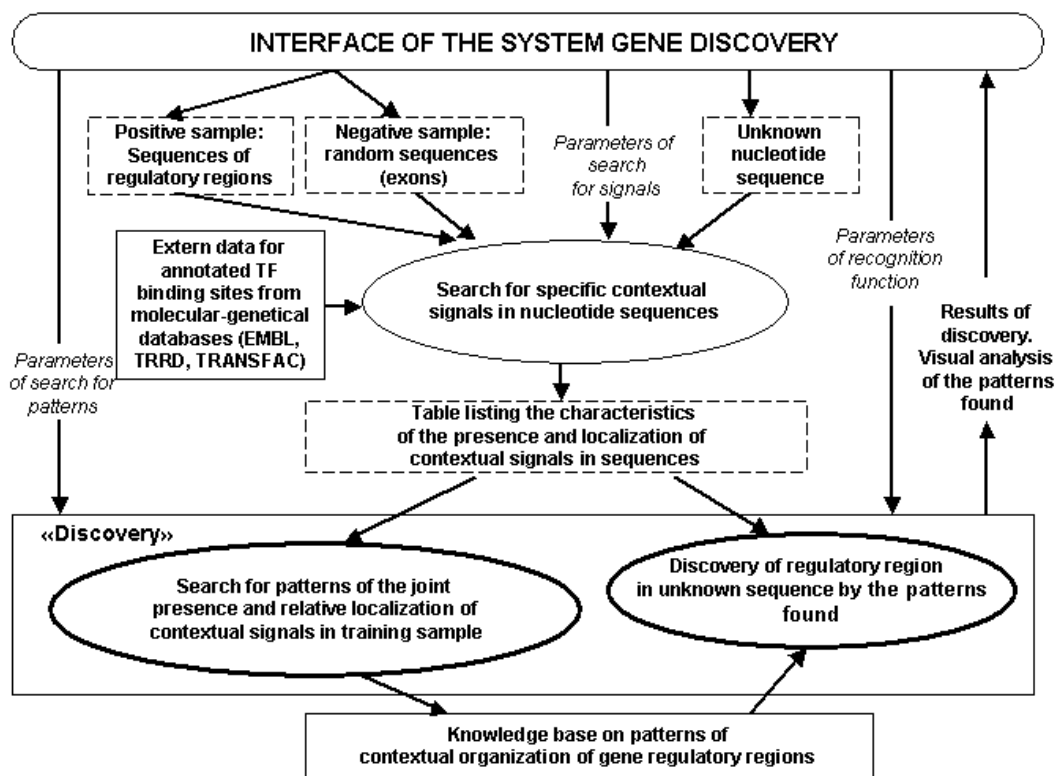 INTERFACE OF THE SYSTEM GENE DISCOVERY
Positive sample:
Sequences of
regulatory regions
Negative sample:
random sequences
(exons)
Parameters of
search
for signals
Unknown
nucleotide
sequence
Extern data for
annotated TF
binding sites from
molecular-genetical
databases (EMBL,
TRRD, TRANSFAC)
Search for specific contextual
signals in nucleotide sequences
Parameters
of recognition
function
Results of
discovery.
Visual analysis
of the patterns
found
Parameters
of search for
patterns
Table listing the characteristics
of the presence and localization of
contextual signals in sequences
«Discovery»
Search for patterns of the joint
presence and relative localization of
contextual signals in training sample
Discovery of regulatory region
in unknown sequence by the patterns
found
Knowledge base on patterns of
contextual organization of gene regulatory regions